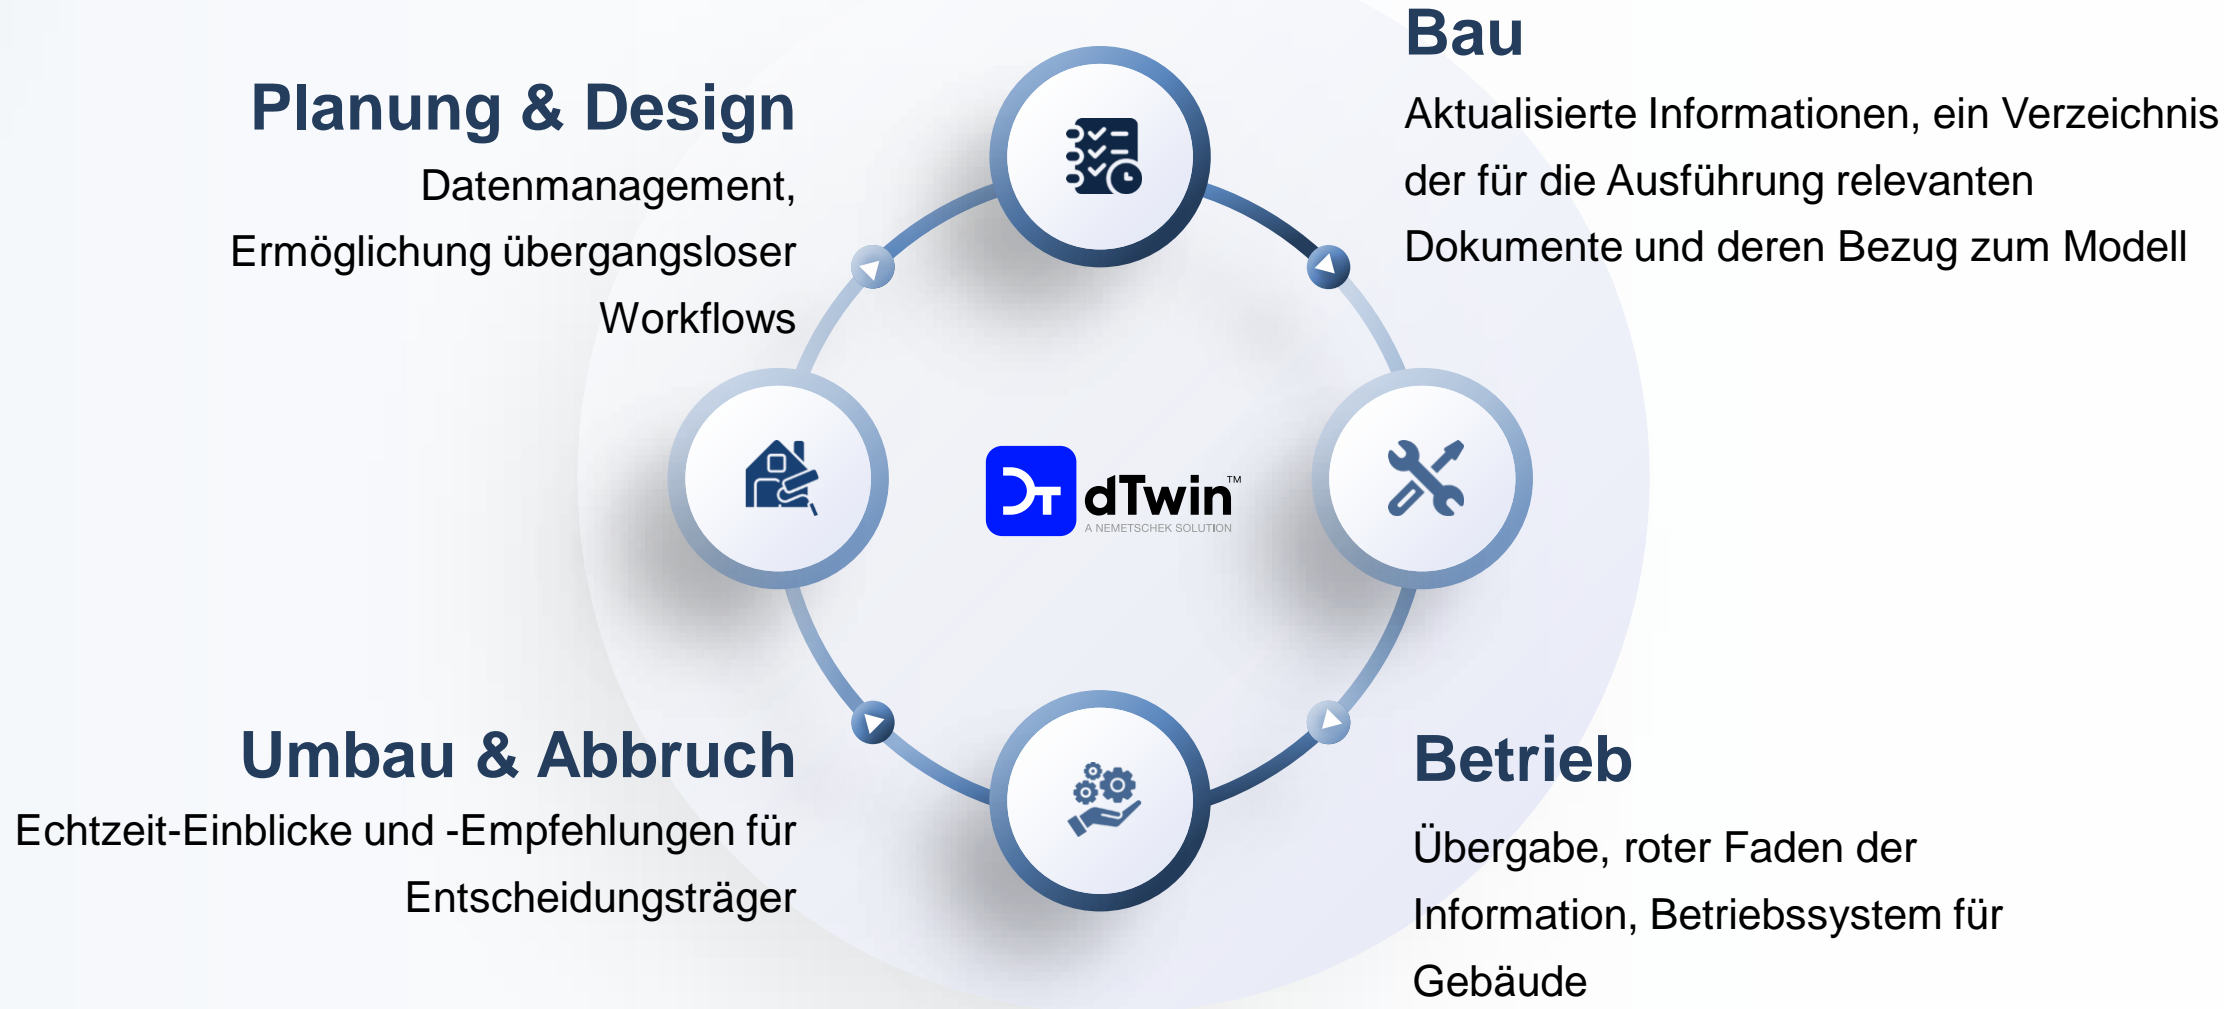 Planung & Design
Datenmanagement,
Ermöglichung übergangsloser
Workflows
Bau
Aktualisierte Informationen, ein Verzeichnis
der für die Ausführung relevanten
Dokumente und deren Bezug zum Modell
DT dTwin™
A NEMETSCHEK SOLUTION
Umbau & Abbruch
Echtzeit-Einblicke und -Empfehlungen für
Entscheidungsträger
Betrieb
Übergabe, roter Faden der
Information, Betriebssystem für
Gebäude